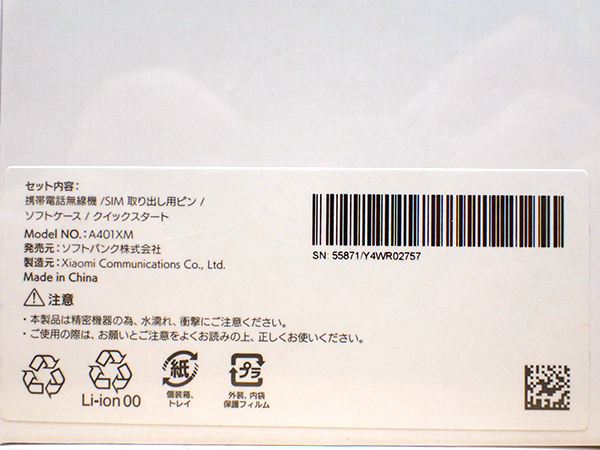 セット内容:
携帯電話無線機 /SIM 取り出し用ピン /
ソフトケース / クイックスタート
Model NO.: A401XM
発売元: ソフトバンク株式会社
製造元: Xiaomi Communications Co., Ltd.
Made in China
注意
・本製品は精密機器の為、水濡れ、衝撃にご注意ください。
・ご使用の際は、お願いとご注意をよくお読みの上、正しくお使いください。
SN: 55871/Y4WR02757
Li-ion 00
紙
個装箱、
トレイ
プラ
外装、内袋
保護フィルム